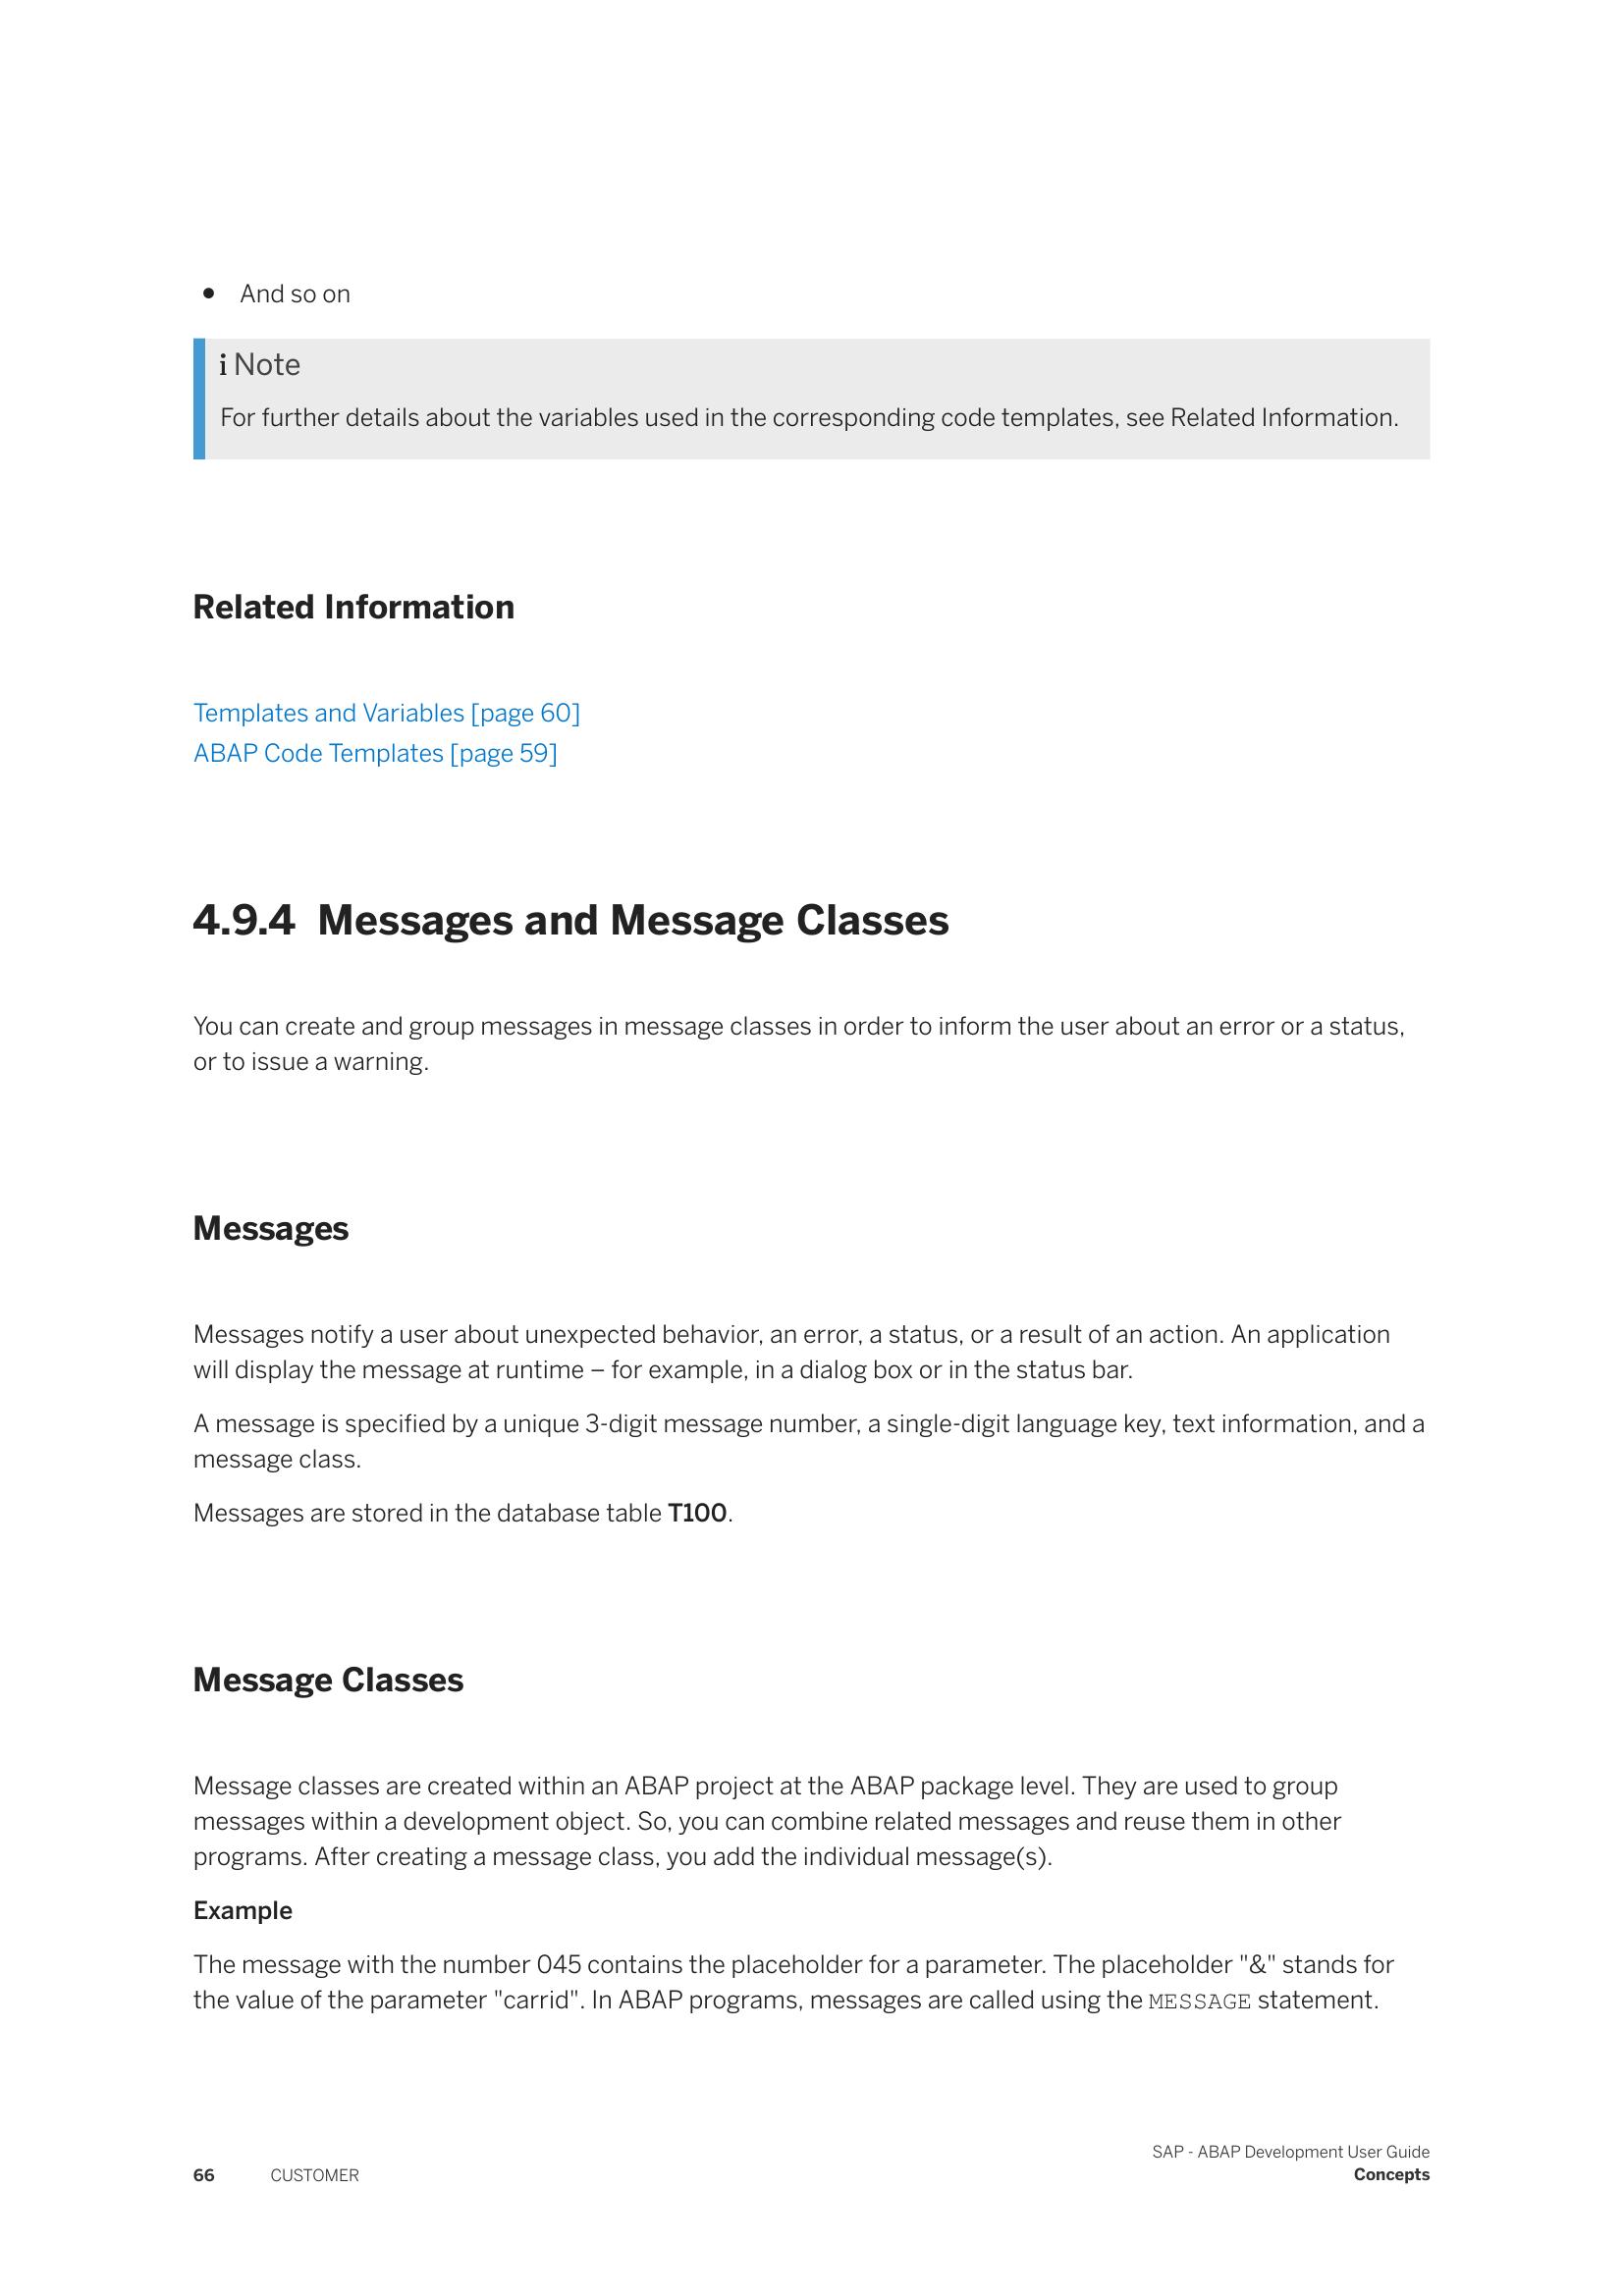 • And so on
i Note
For further details about the variables used in the corresponding code templates, see Related Information.
Related Information
Templates and Variables [page 60]
ABAP Code Templates [page 59]
4.9.4 Messages and Message Classes
You can create and group messages in message classes in order to inform the user about an error or a status,
or to issue a warning.
Messages
Messages notify a user about unexpected behavior, an error, a status, or a result of an action. An application
will display the message at runtime – for example, in a dialog box or in the status bar.
A message is specified by a unique 3-digit message number, a single-digit language key, text information, and a
message class.
Messages are stored in the database table T100.
Message Classes
Message classes are created within an ABAP project at the ABAP package level. They are used to group
messages within a development object. So, you can combine related messages and reuse them in other
programs. After creating a message class, you add the individual message(s).
Example
The message with the number 045 contains the placeholder for a parameter. The placeholder "&" stands for
the value of the parameter "carrid". In ABAP programs, messages are called using the MESSAGE statement.
SAP - ABAP Development User Guide
66 CUSTOMER Concepts